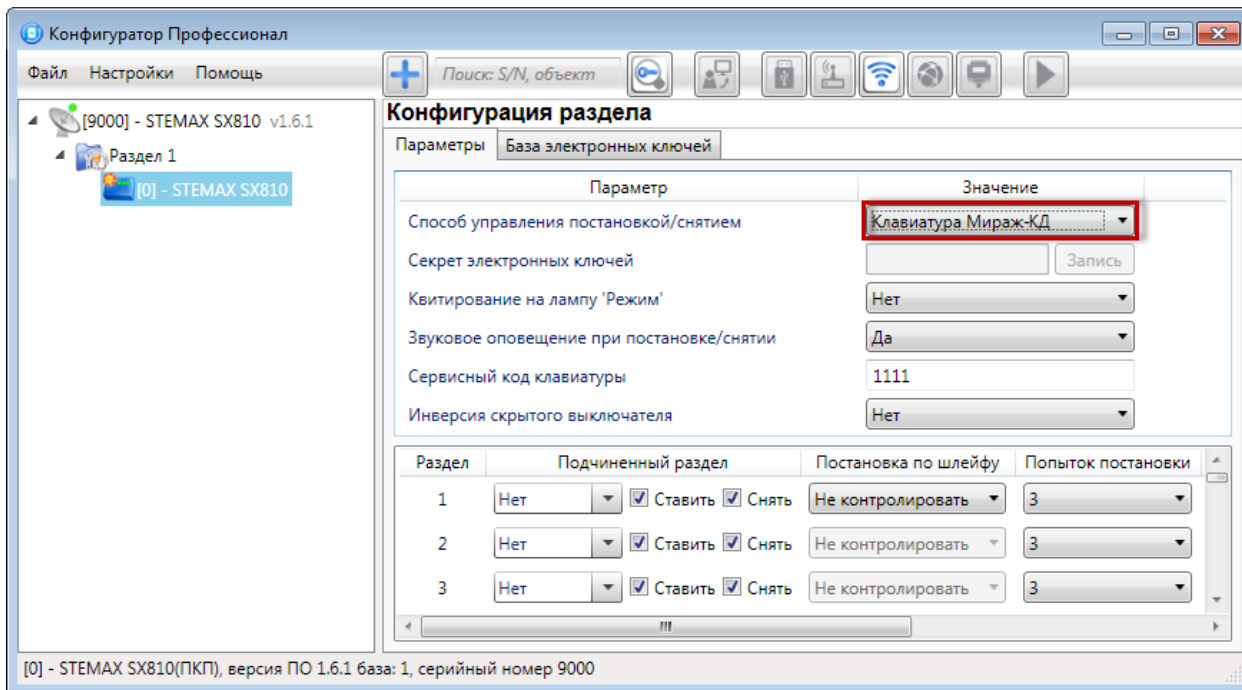 Конфигуратор Профессионал
Файл Настройки Помощь
Поиск: S/N, объект
[9000] - STEMAX SX810 v1.6.1
Раздел 1
[0] - STEMAX SX810
Конфигурация раздела
Параметры База электронных ключей
Параметр Значение
Способ управления постановкой/снятием Клавиатура Мираж-КД
Секрет электронных ключей Запись
Квитирование на лампу 'Режим' Нет
Звуковое оповещение при постановке/снятии Да
Сервисный код клавиатуры 1111
Инверсия скрытого выключателя Нет
Раздел Подчиненный раздел Постановка по шлейфу Попыток постановки
1 Нет Ставить Снять Не контролировать 3
2 Нет Ставить Снять Не контролировать 3
3 Нет Ставить Снять Не контролировать 3
[0] - STEMAX SX810(ПКП), версия ПО 1.6.1 база: 1, серийный номер 9000